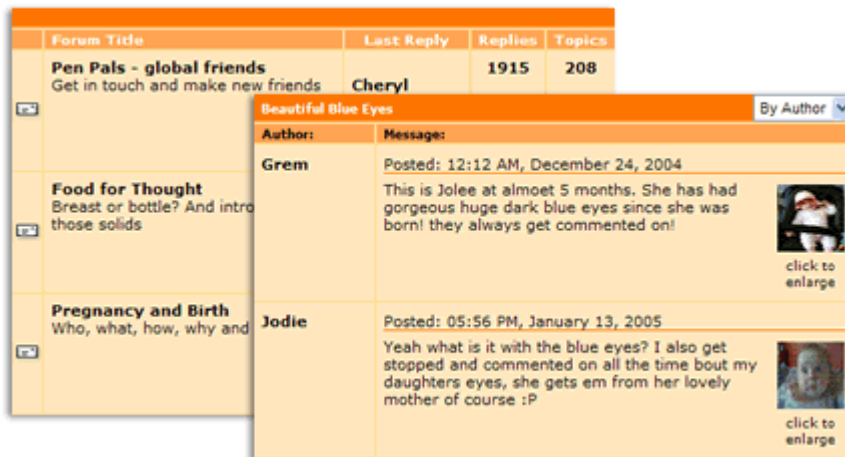 Forum Title Last Reply Replies Topics
Pen Pals - global friends 1915 208
Get in touch and make new friends Cheryl
Food for Thought
Breast or bottle? And intro
those solids
Pregnancy and Birth
Who, what, how, why and
Beautiful Blue Eyes By Author
Author: Message:
Grem Posted: 12:12 AM, December 24, 2004
This is Jolee at almoet 5 months. She has had
gorgeous huge dark blue eyes since she was
born! they always get commented on!
click to
enlarge
Jodie Posted: 05:56 PM, January 13, 2005
Yeah what is it with the blue eyes? I also get
stopped and commented on all the time bout my
daughters eyes, she gets em from her lovely
mother of course :P
click to
enlarge